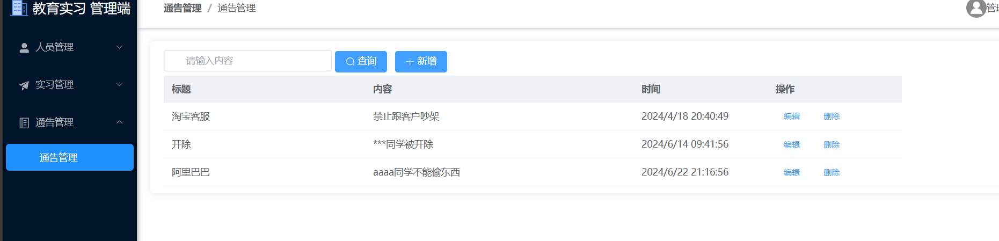 教育实习 管理端
通告管理 / 通告管理
管理
人员管理
实习管理
通告管理
通告管理
请输入内容 查询 新增
标题 内容 时间 操作
淘宝客服 禁止跟客户吵架 2024/4/18 20:40:49 编辑 删除
开除 ***同学被开除 2024/6/14 09:41:56 编辑 删除
阿里巴巴 aaaa同学不能偷东西 2024/6/22 21:16:56 编辑 删除